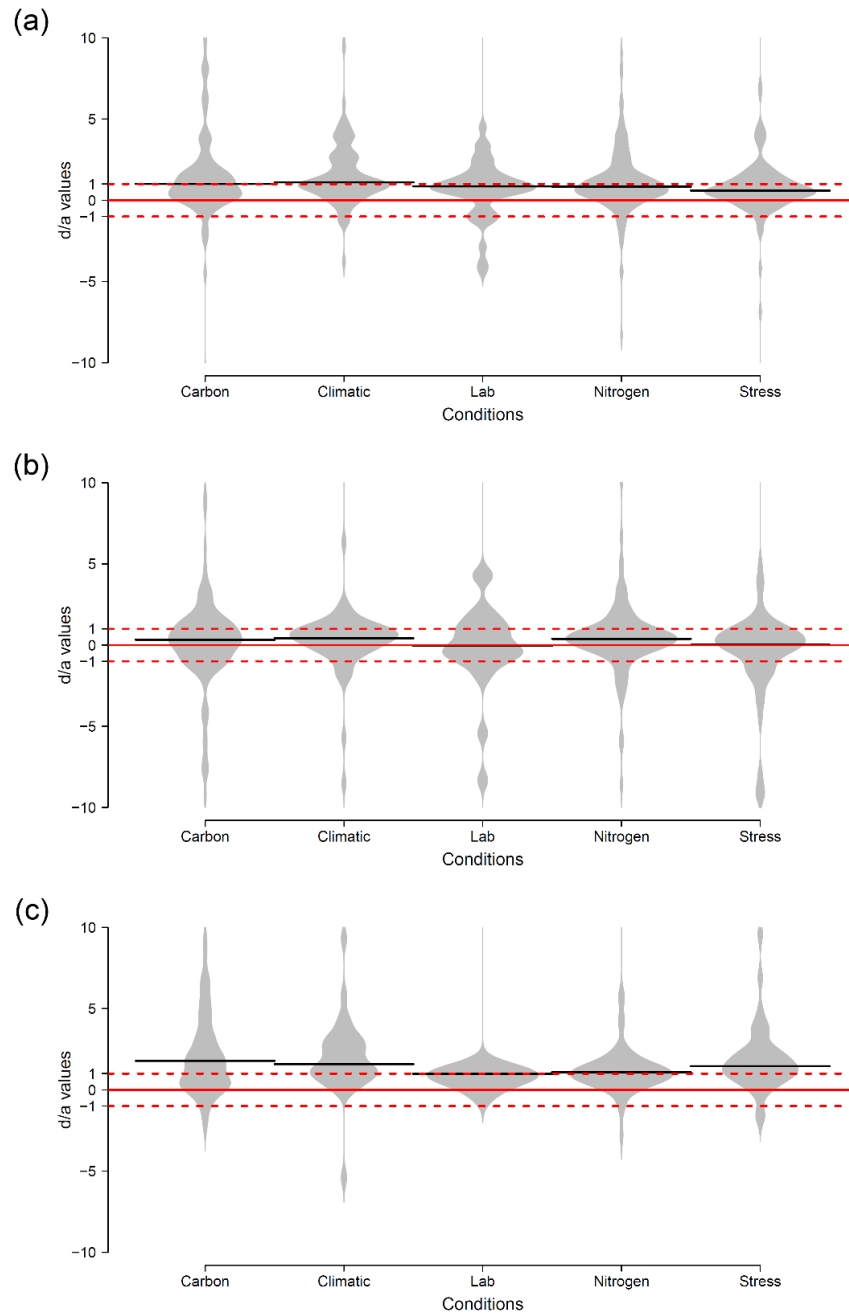 (a)
10
5
1
0
−1
−5
−10
d/a values
Carbon Climatic Lab Nitrogen Stress
Conditions
(b)
10
5
1
0
−1
−5
−10
d/a values
Carbon Climatic Lab Nitrogen Stress
Conditions
(c)
10
5
1
0
−1
−5
−10
d/a values
Carbon Climatic Lab Nitrogen Stress
Conditions